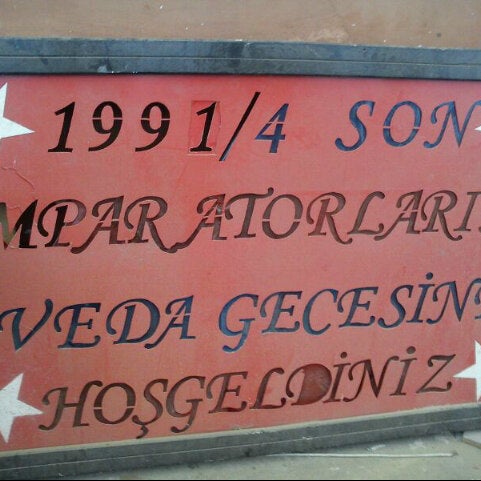 1991/4 SON
MPARATORLARI
VEDA GECESİN
HOŞGELDİNİZ